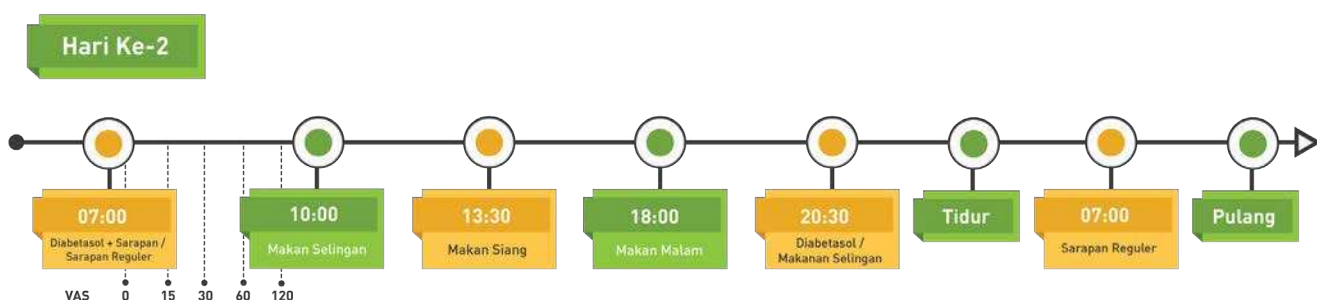 Hari Ke-2
07:00
Diabetasol + Sarapan /
Sarapan Reguler
10:00
Makan Selingan
13:30
Makan Siang
18:00
Makan Malam
20:30
Diabetasol /
Makanan Selingan
Tidur
07:00
Sarapan Reguler
Pulang
VAS 0 15 30 60 120